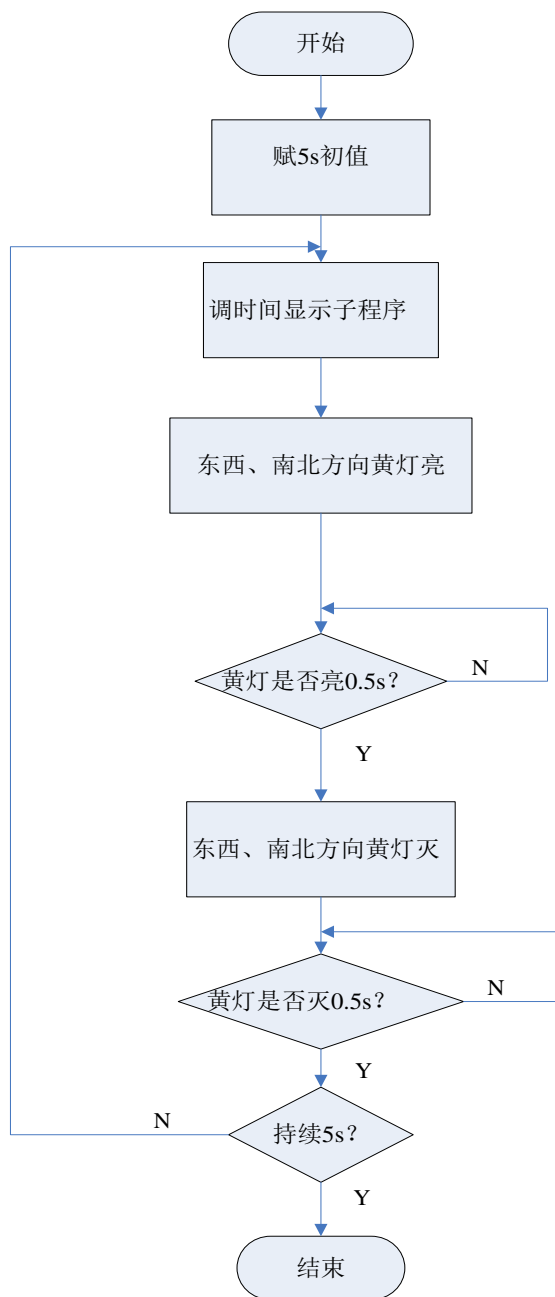 开始
赋5s初值
调时间显示子程序
东西、南北方向黄灯亮
黄灯是否亮0.5s?
N
Y
东西、南北方向黄灯灭
黄灯是否灭0.5s?
N
Y
N
持续5s?
Y
结束